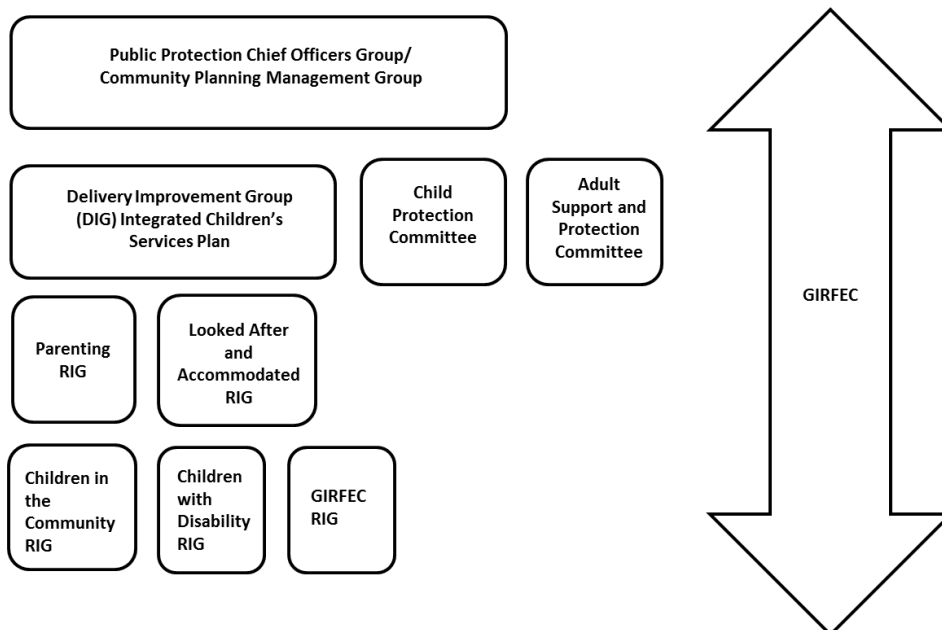 Public Protection Chief Officers Group/
Community Planning Management Group
Delivery Improvement Group
(DIG) Integrated Children’s
Services Plan
Child
Protection
Committee
Adult
Support and
Protection
Committee
GIRFEC
Parenting
RIG
Looked After
and
Accommodated
RIG
Children in
the
Community
RIG
Children
with
Disability
RIG
GIRFEC
RIG